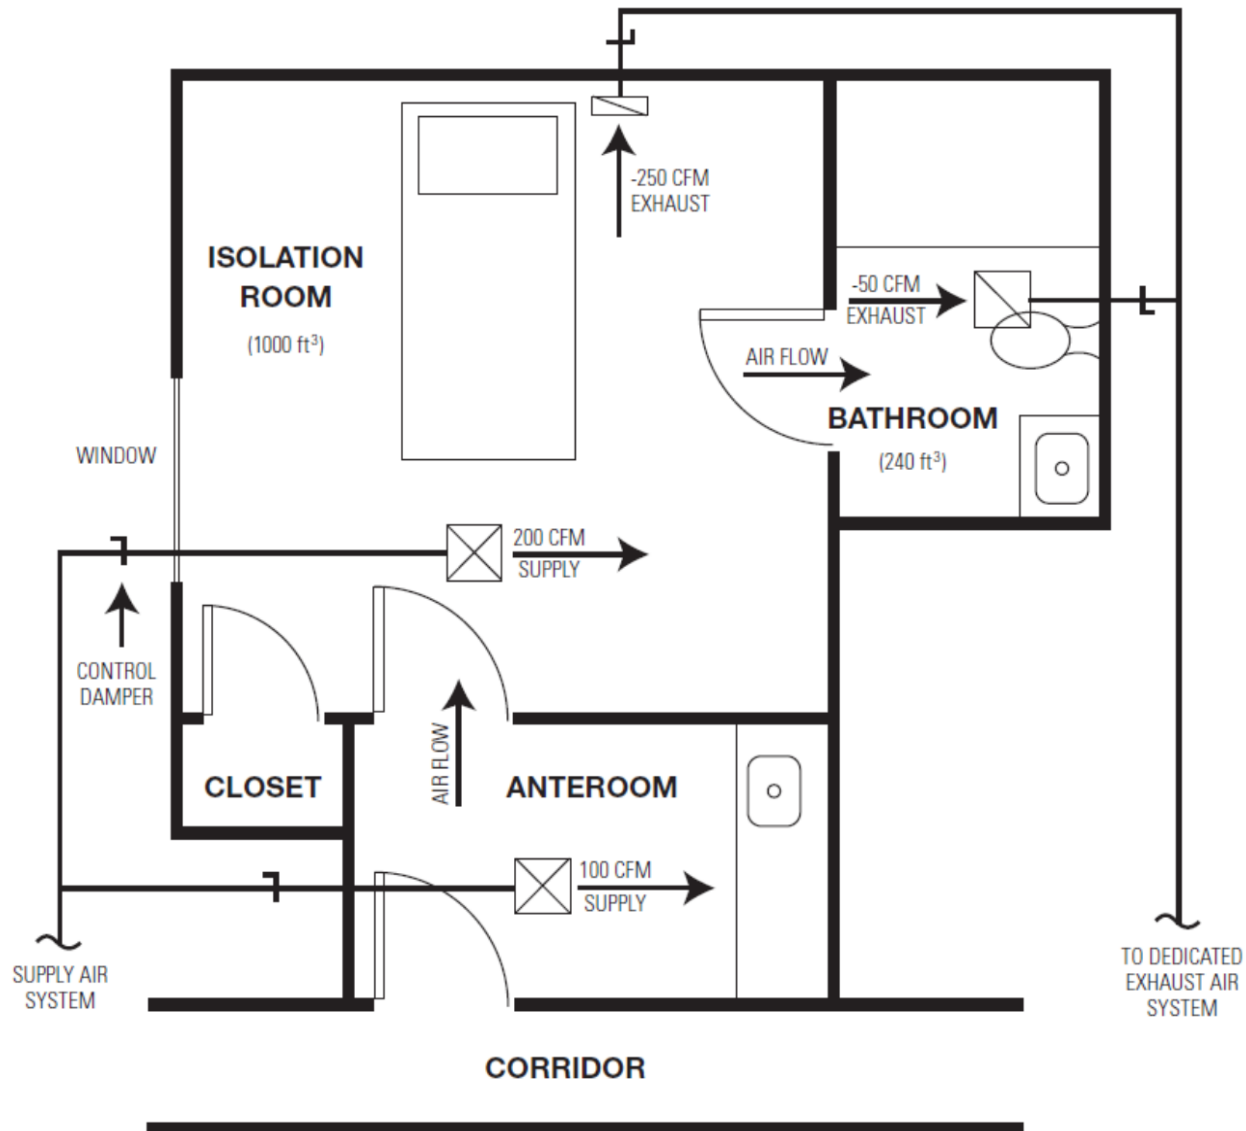 -250 CFM
EXHAUST
ISOLATION
ROOM
(1000 ft³)
-50 CFM
EXHAUST
AIR FLOW
BATHROOM
(240 ft³)
WINDOW
200 CFM
SUPPLY
CONTROL
DAMPER
AIR FLOW
CLOSET
ANTEROOM
100 CFM
SUPPLY
SUPPLY AIR
SYSTEM
TO DEDICATED
EXHAUST AIR
SYSTEM
CORRIDOR